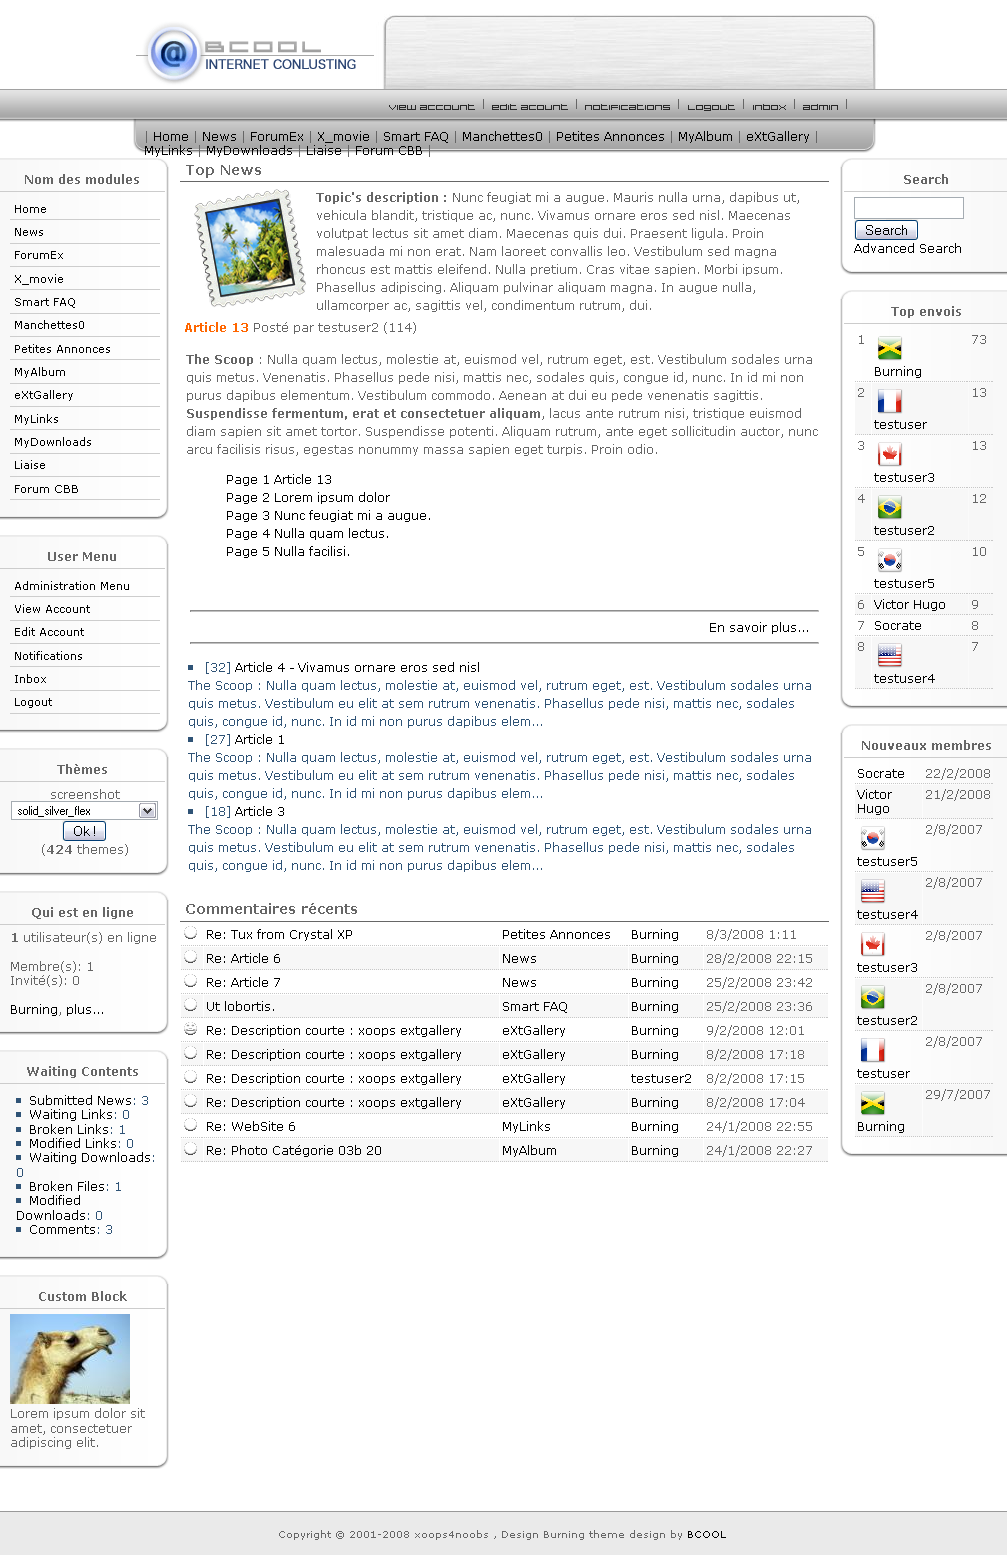 BCOOL
INTERNET CONLUSTING
view account | edit acount | notifications | Logout | inbox | admin |
| Home | News | ForumEx | X_movie | Smart FAQ | Manchettes0 | Petites Annonces | MyAlbum | eXtGallery |
MyLinks | MyDownloads | Liaise | Forum CBB |
Nom des modules
Home
News
ForumEx
X_movie
Smart FAQ
Manchettes0
Petites Annonces
MyAlbum
eXtGallery
MyLinks
MyDownloads
Liaise
Forum CBB
User Menu
Administration Menu
View Account
Edit Account
Notifications
Inbox
Logout
Thèmes
screenshot
solid_silver_flex
Ok !
(424 themes)
Qui est en ligne
1 utilisateur(s) en ligne
Membre(s): 1
Invité(s): 0
Burning, plus...
Waiting Contents
Submitted News: 3
Waiting Links: 0
Broken Links: 1
Modified Links: 0
Waiting Downloads:
0
Broken Files: 1
Modified
Downloads: 0
Comments: 3
Custom Block
Lorem ipsum dolor sit
amet, consectetuer
adipiscing elit.
Top News
Topic's description : Nunc feugiat mi a augue. Mauris nulla urna, dapibus ut,
vehicula blandit, tristique ac, nunc. Vivamus ornare eros sed nisl. Maecenas
volutpat lectus sit amet diam. Maecenas quis dui. Praesent ligula. Proin
malesuada mi non erat. Nam laoreet convallis leo. Vestibulum sed magna
rhoncus est mattis eleifend. Nulla pretium. Cras vitae sapien. Morbi ipsum.
Phasellus adipiscing. Aliquam pulvinar aliquam magna. In augue nulla,
ullamcorper ac, sagittis vel, condimentum rutrum, dui.
Article 13 Posté par testuser2 (114)
The Scoop : Nulla quam lectus, molestie at, euismod vel, rutrum eget, est. Vestibulum sodales urna
quis metus. Venenatis. Phasellus pede nisi, mattis nec, sodales quis, congue id, nunc. In id mi non
purus dapibus elementum. Vestibulum commodo. Aenean at dui eu pede venenatis sagittis.
Suspendisse fermentum, erat et consectetuer aliquam, lacus ante rutrum nisi, tristique euismod
diam sapien sit amet tortor. Suspendisse potenti. Aliquam rutrum, ante eget sollicitudin auctor, nunc
arcu facilisis risus, egestas nonummy massa sapien eget turpis. Proin odio.
Page 1 Article 13
Page 2 Lorem ipsum dolor
Page 3 Nunc feugiat mi a augue.
Page 4 Nulla quam lectus.
Page 5 Nulla facilisi.
En savoir plus...
[32] Article 4 - Vivamus ornare eros sed nisl
The Scoop : Nulla quam lectus, molestie at, euismod vel, rutrum eget, est. Vestibulum sodales urna
quis metus. Vestibulum eu elit at sem rutrum venenatis. Phasellus pede nisi, mattis nec, sodales
quis, congue id, nunc. In id mi non purus dapibus elem...
[27] Article 1
The Scoop : Nulla quam lectus, molestie at, euismod vel, rutrum eget, est. Vestibulum sodales urna
quis metus. Vestibulum eu elit at sem rutrum venenatis. Phasellus pede nisi, mattis nec, sodales
quis, congue id, nunc. In id mi non purus dapibus elem...
[18] Article 3
The Scoop : Nulla quam lectus, molestie at, euismod vel, rutrum eget, est. Vestibulum sodales urna
quis metus. Vestibulum eu elit at sem rutrum venenatis. Phasellus pede nisi, mattis nec, sodales
quis, congue id, nunc. In id mi non purus dapibus elem...
Commentaires récents
Re: Tux from Crystal XP Petites Annonces Burning 8/3/2008 1:11
Re: Article 6 News Burning 28/2/2008 22:15
Re: Article 7 News Burning 25/2/2008 23:42
Ut lobortis. Smart FAQ Burning 25/2/2008 23:36
Re: Description courte : xoops extgallery eXtGallery Burning 9/2/2008 12:01
Re: Description courte : xoops extgallery eXtGallery Burning 8/2/2008 17:18
Re: Description courte : xoops extgallery eXtGallery testuser2 8/2/2008 17:15
Re: Description courte : xoops extgallery eXtGallery Burning 8/2/2008 17:04
Re: WebSite 6 MyLinks Burning 24/1/2008 22:55
Re: Photo Catégorie 03b 20 MyAlbum Burning 24/1/2008 22:27
Search
Search
Advanced Search
Top envois
1 Burning 73
2 testuser 13
3 testuser3 13
4 testuser2 12
5 testuser5 10
6 Victor Hugo 9
7 Socrate 8
8 testuser4 7
Nouveaux membres
Socrate 22/2/2008
Victor 21/2/2008
Hugo
2/8/2007
testuser5
2/8/2007
testuser4
2/8/2007
testuser3
2/8/2007
testuser2
2/8/2007
testuser
29/7/2007
Burning
Copyright © 2001-2008 xoops4noobs , Design Burning theme design by BCOOL